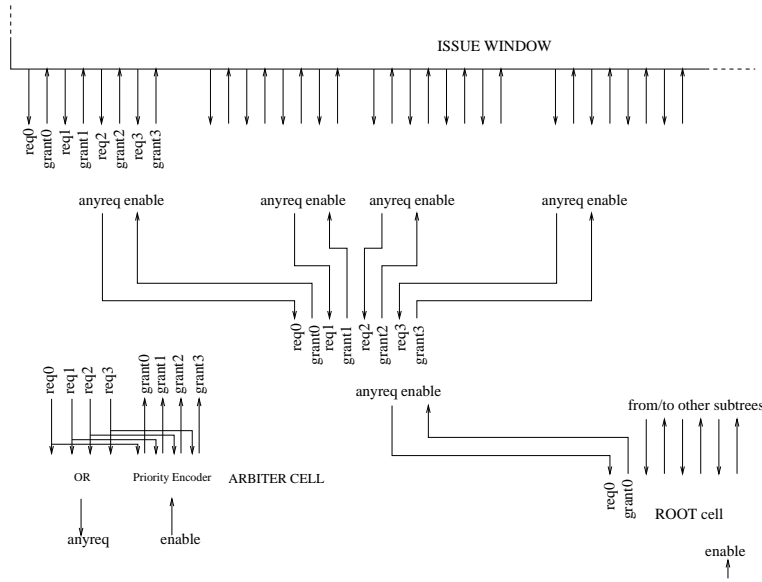 ISSUE WINDOW
req0
grant0
req1
grant1
req2
grant2
req3
grant3
anyreq enable
anyreq enable
anyreq enable
anyreq enable
req0
grant0
req1
grant1
req2
grant2
req3
grant3
anyreq enable
req0
req1
req2
req3
grant0
grant1
grant2
grant3
from/to other subtrees
OR
Priority Encoder
ARBITER CELL
req0
grant0
ROOT cell
anyreq
enable
enable